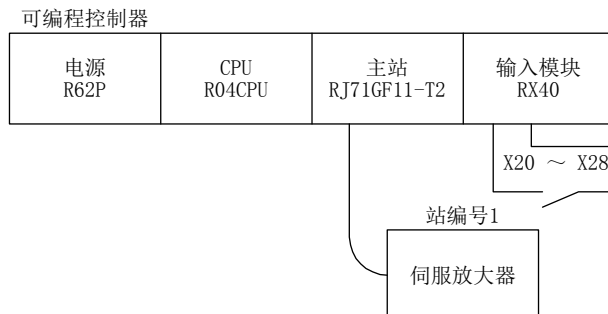 可编程控制器
电源
R62P
CPU
R04CPU
主站
RJ71GF11-T2
输入模块
RX40
X20 ～ X28
站编号1
伺服放大器